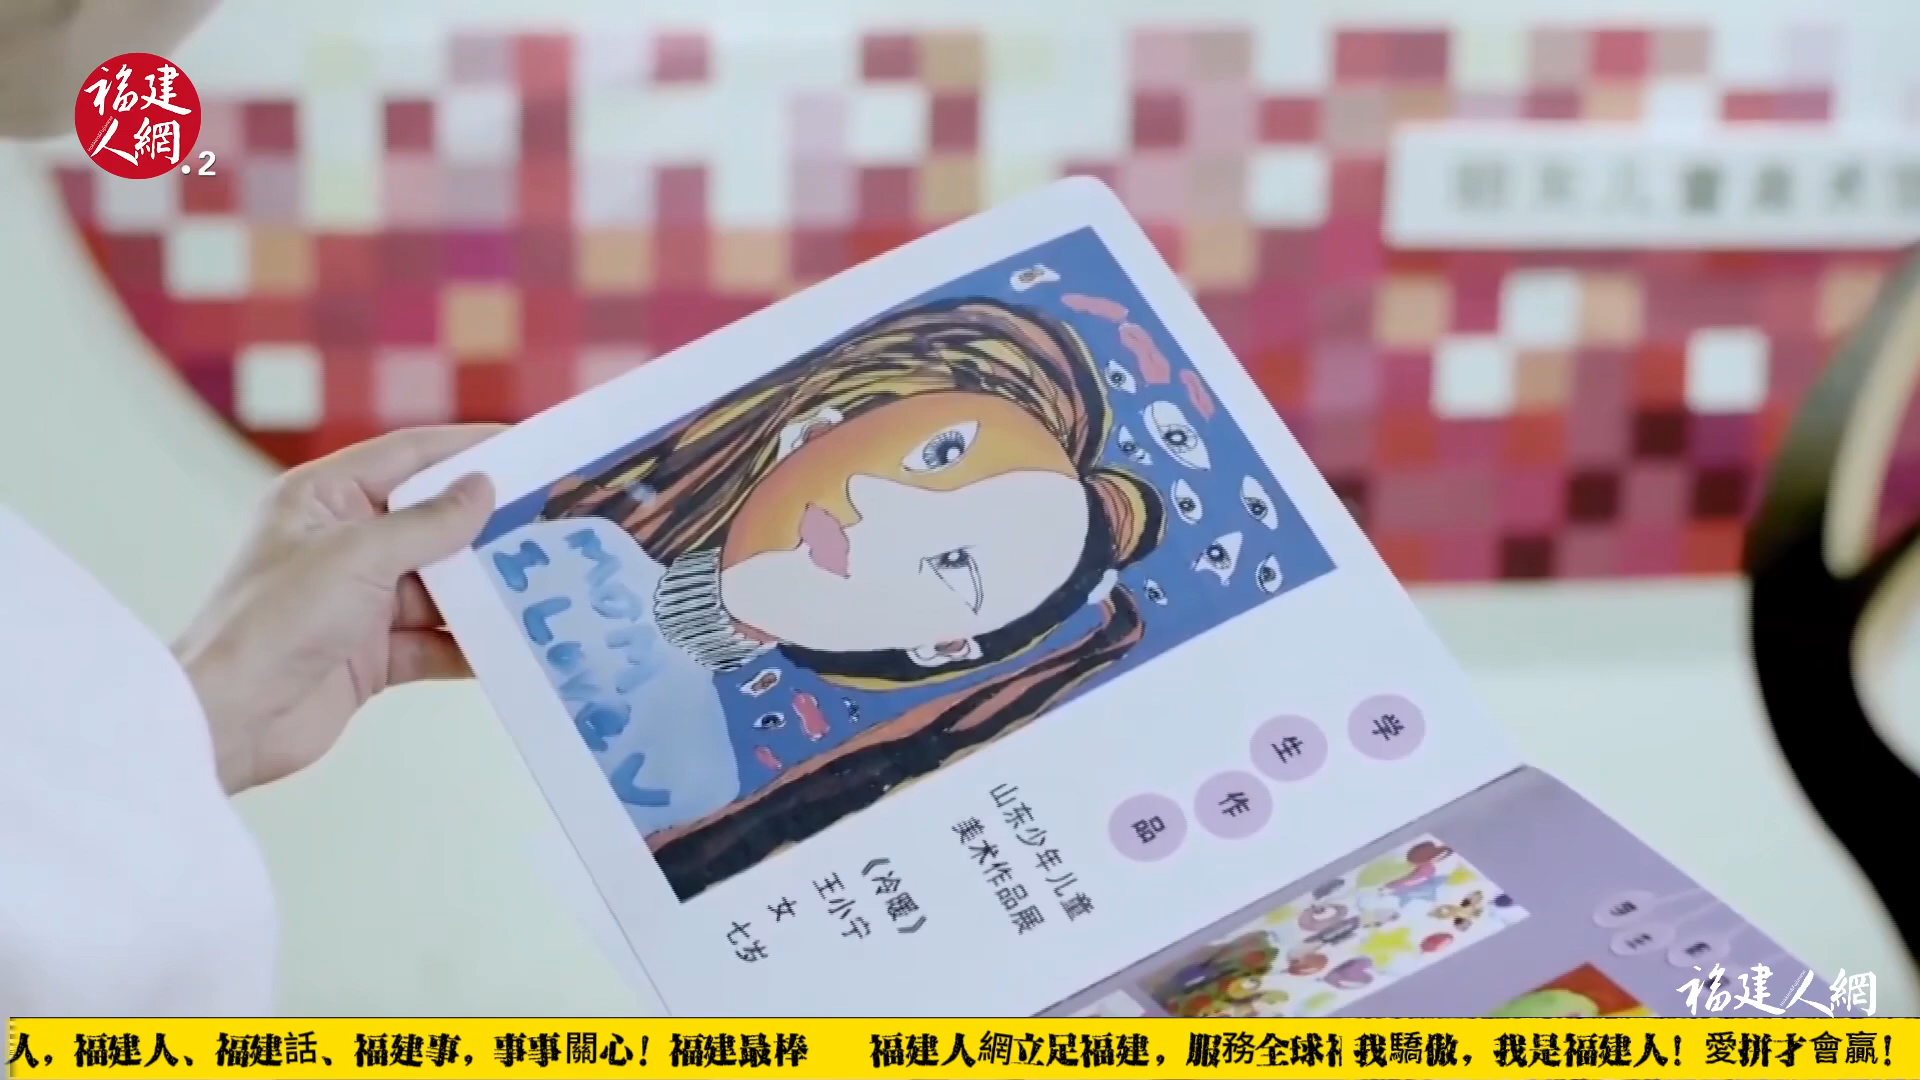 福建
人網
.2
儿童美术
MOM
I Love U
学生作品
山东少年儿童
美术作品展
《冷暖》
王小宁
女
七岁
福建人網
人，福建人、福建話、福建事，事事關心！福建最棒 福建人網立足福建，服務全球 我驕傲，我是福建人！愛拼才會贏！